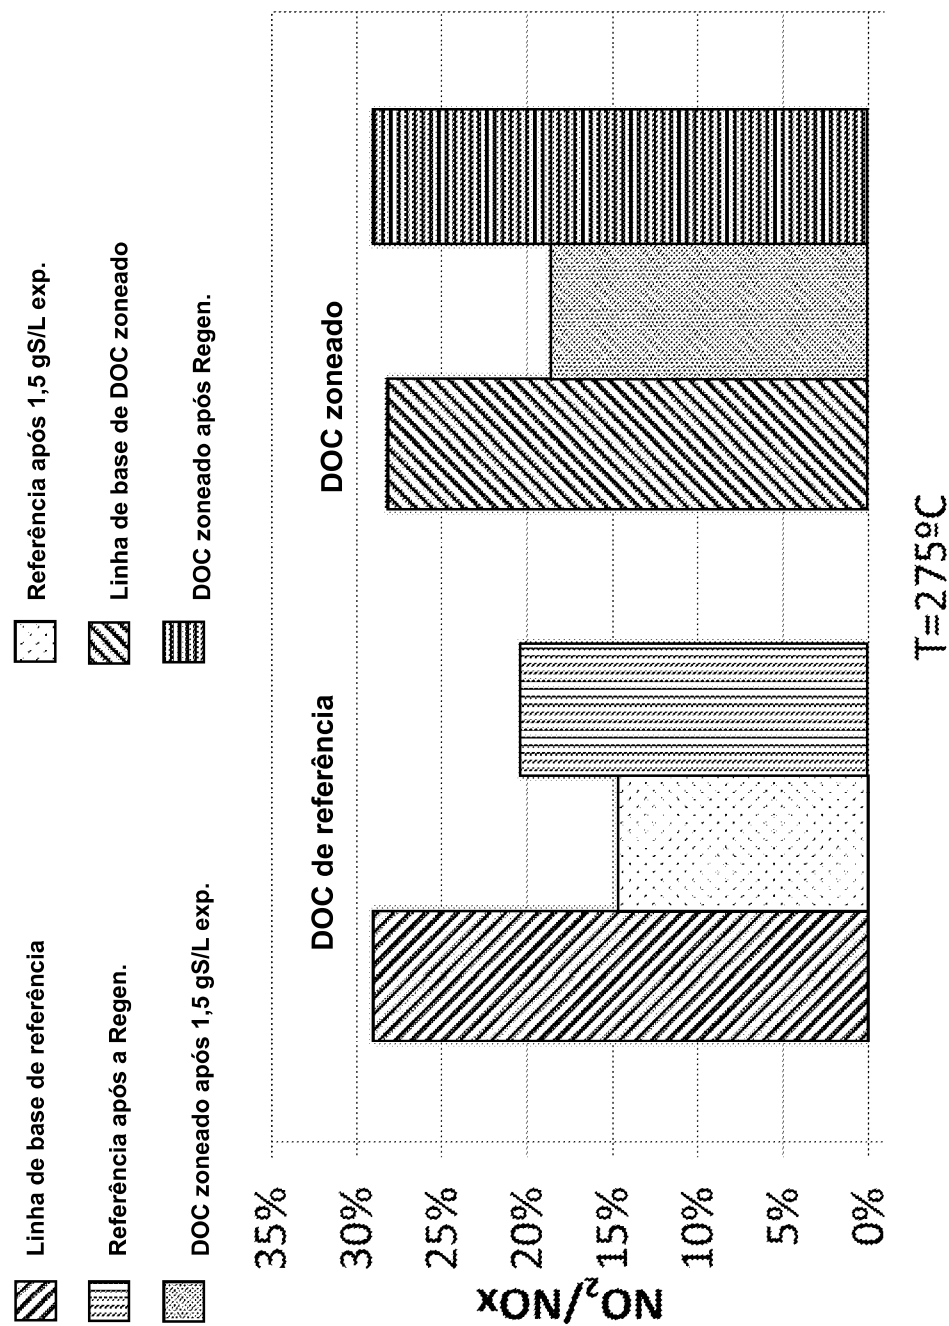 Linha de base de referência
Referência após 1,5 gS/L exp.
Referência após a Regen.
Linha de base de DOC zoneado
DOC zoneado após 1,5 gS/L exp.
DOC zoneado após Regen.
35%
30%
25%
20%
15%
10%
5%
0%
NO2/NOx
DOC de referência
DOC zoneado
T=275ºC